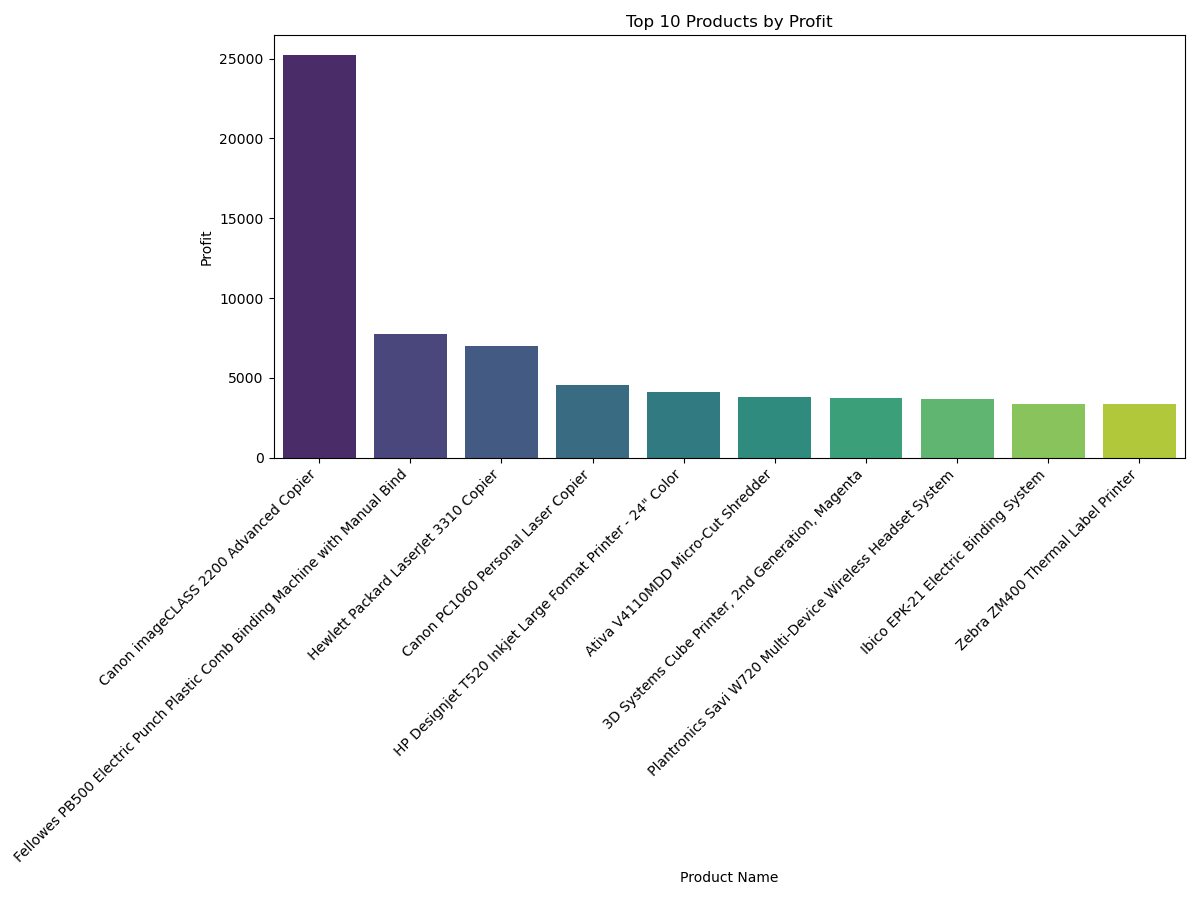 Top 10 Products by Profit
Profit
25000
20000
15000
10000
5000
0
Canon imageCLASS 2200 Advanced Copier
Fellowes PB500 Electric Punch Plastic Comb Binding Machine with Manual Bind
Hewlett Packard LaserJet 3310 Copier
Canon PC1060 Personal Laser Copier
HP Designjet T520 Inkjet Large Format Printer - 24" Color
Ativa V4110MDD Micro-Cut Shredder
3D Systems Cube Printer, 2nd Generation, Magenta
Plantronics Savi W720 Multi-Device Wireless Headset System
Ibico EPK-21 Electric Binding System
Zebra ZM400 Thermal Label Printer
Product Name